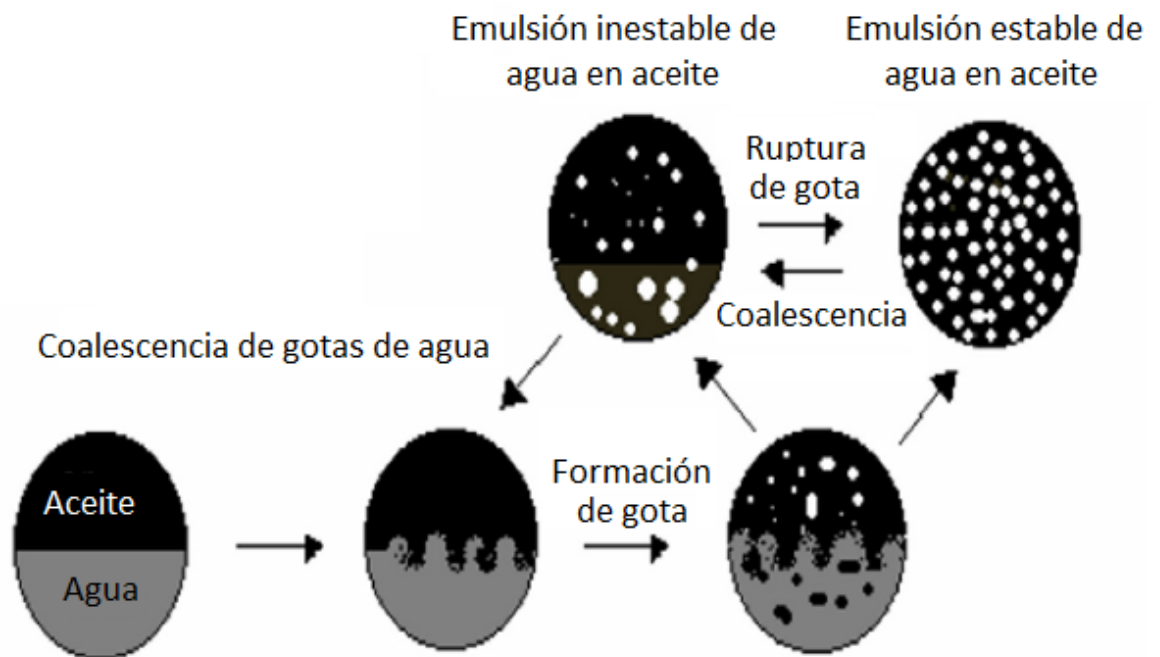 Emulsión inestable de
agua en aceite
Emulsión estable de
agua en aceite
Ruptura
de gota
Coalescencia
Coalescencia de gotas de agua
Formación
de gota
Aceite
Agua